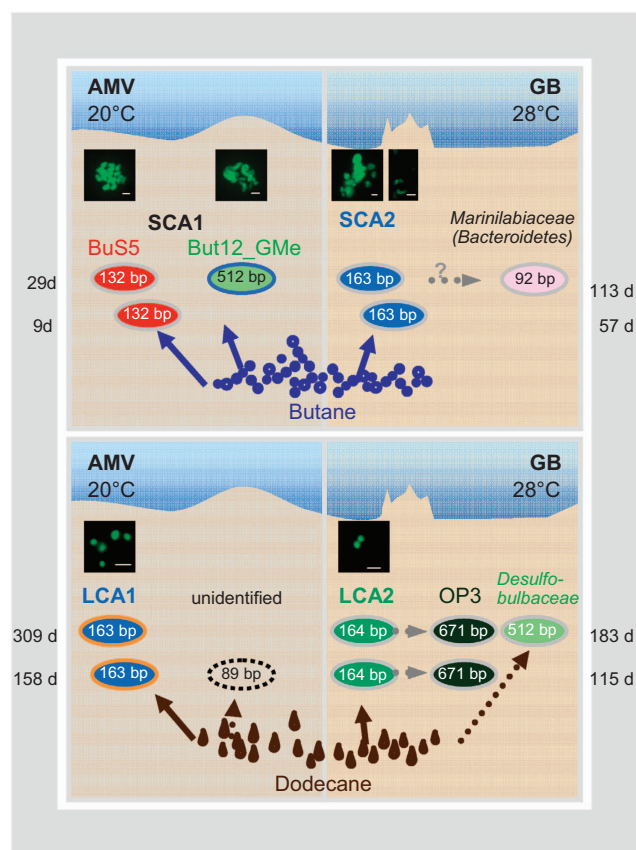 AMV
20°C
GB
28°C
SCA1
SCA2
Marinilabiaceae
(Bacteroidetes)
BuS5
But12_GMe
29d
132 bp
512 bp
163 bp
?
92 bp
113 d
9d
132 bp
163 bp
57 d
Butane
AMV
20°C
GB
28°C
LCA1
unidentified
LCA2
OP3
Desulfo-
bulbaceae
309 d
163 bp
164 bp
671 bp
512 bp
183 d
158 d
163 bp
89 bp
164 bp
671 bp
115 d
Dodecane